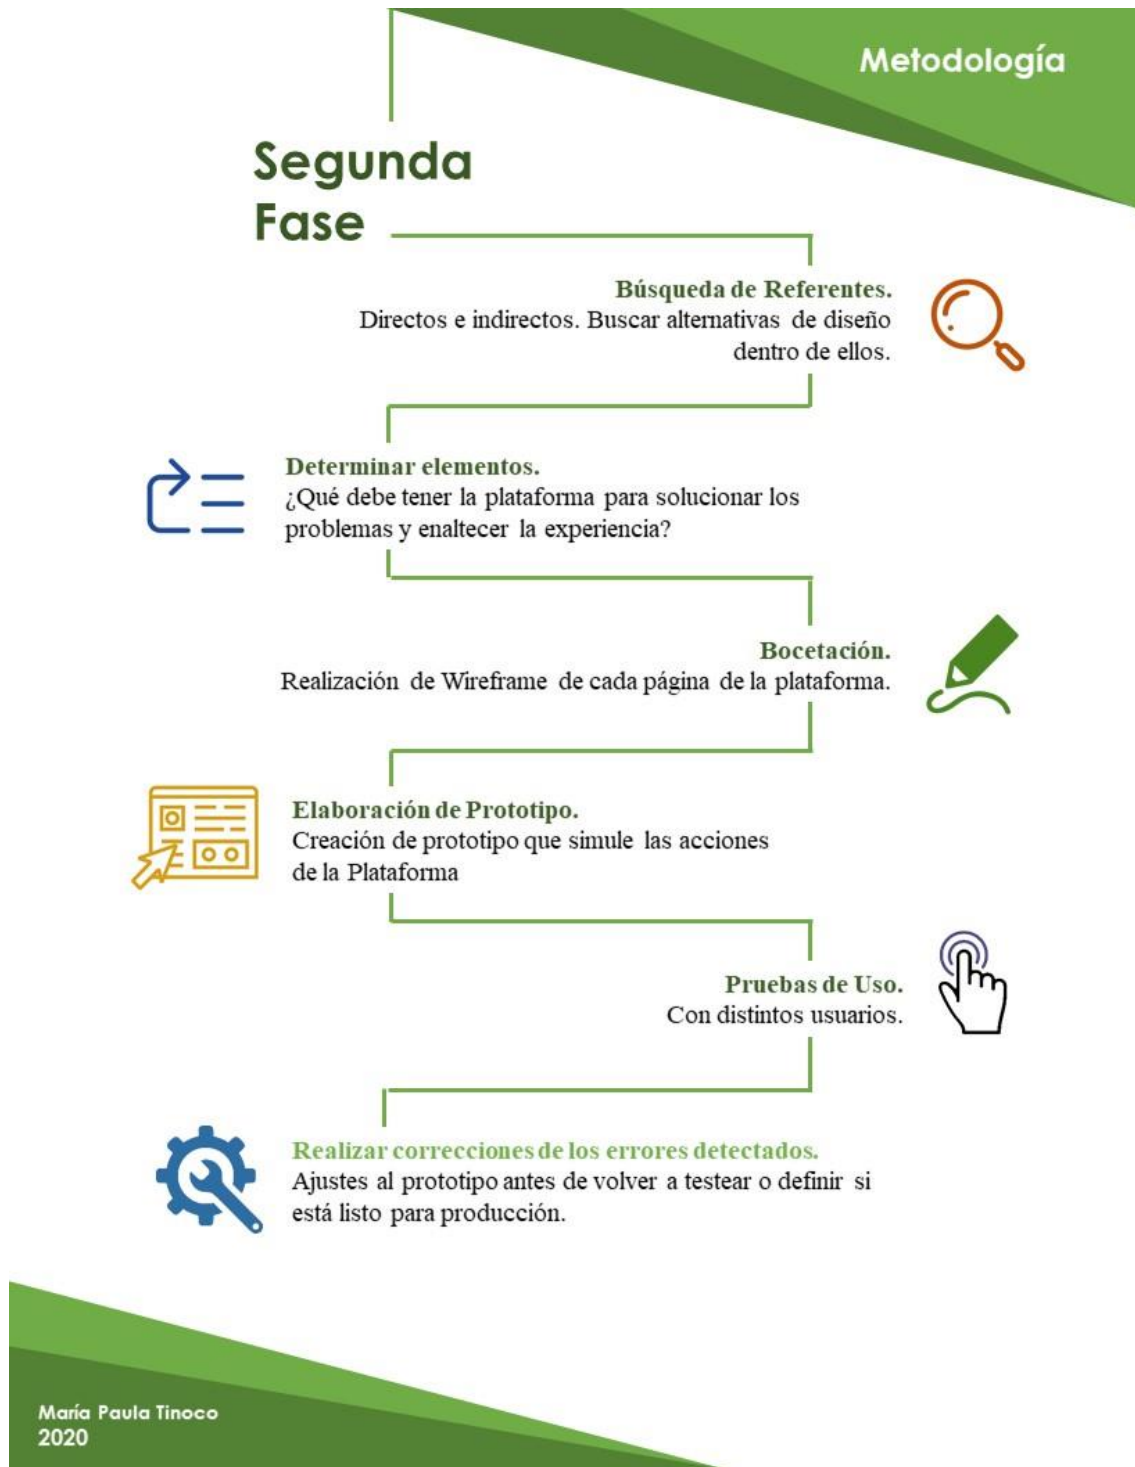 Metodología
Segunda
Fase
Búsqueda de Referentes.
Directos e indirectos. Buscar alternativas de diseño
dentro de ellos.
Determinar elementos.
¿Qué debe tener la plataforma para solucionar los
problemas y enaltecer la experiencia?
Bocetación.
Realización de Wireframe de cada página de la plataforma.
Elaboración de Prototipo.
Creación de prototipo que simule las acciones
de la Plataforma
Pruebas de Uso.
Con distintos usuarios.
Realizar correcciones de los errores detectados.
Ajustes al prototipo antes de volver a testear o definir si
está listo para producción.
María Paula Tinoco
2020